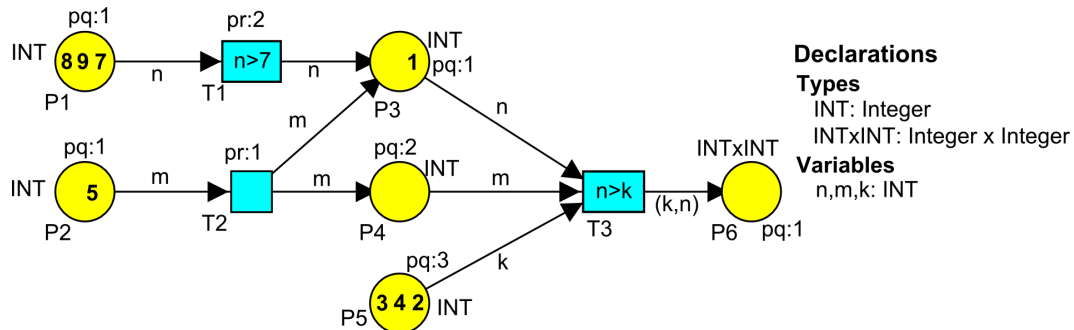 pq:1
INT
8 9 7
P1
n
pr:2
n>7
T1
n
INT
1
pq:1
P3
m
n
pq:1
INT
5
P2
m
pr:1
T2
m
pq:2
INT
P4
m
n>k
T3
(k,n)
INTxINT
P6
pq:1
pq:3
k
3 4 2
P5
INT
Declarations
Types
INT: Integer
INTxINT: Integer x Integer
Variables
n,m,k: INT